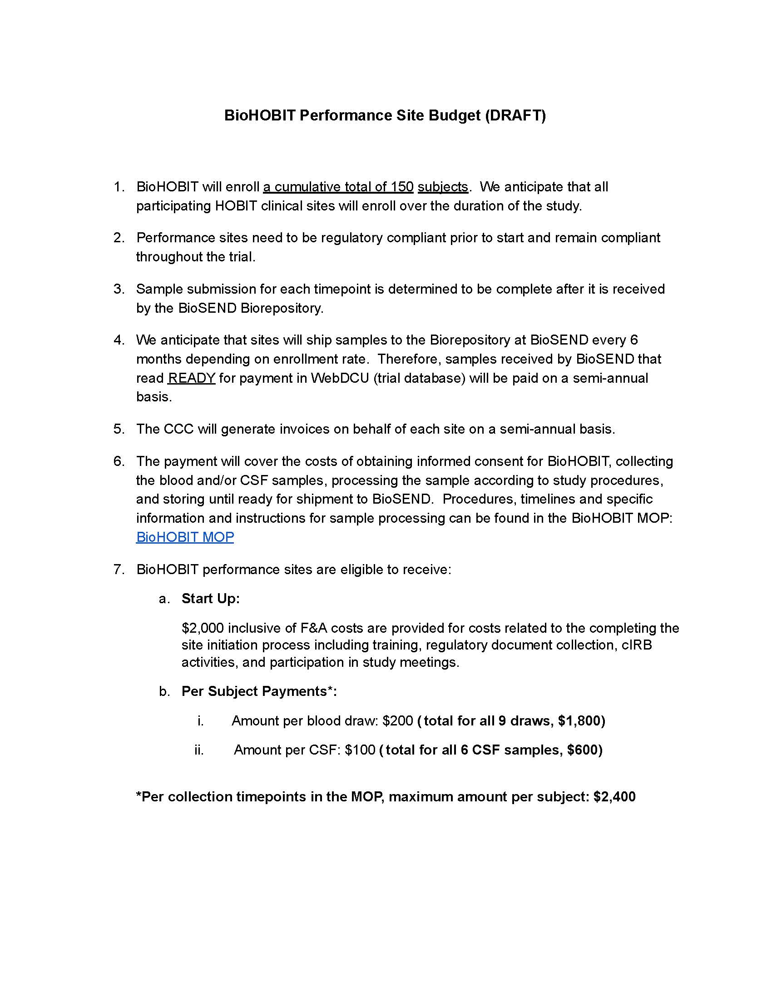 BioHOBIT Performance Site Budget (DRAFT)
1. BioHOBIT will enroll a cumulative total of 150 subjects. We anticipate that all
participating HOBIT clinical sites will enroll over the duration of the study.
2. Performance sites need to be regulatory compliant prior to start and remain compliant
throughout the trial.
3. Sample submission for each timepoint is determined to be complete after it is received
by the BioSEND Biorepository.
4. We anticipate that sites will ship samples to the Biorepository at BioSEND every 6
months depending on enrollment rate. Therefore, samples received by BioSEND that
read READY for payment in WebDCU (trial database) will be paid on a semi-annual
basis.
5. The CCC will generate invoices on behalf of each site on a semi-annual basis.
6. The payment will cover the costs of obtaining informed consent for BioHOBIT, collecting
the blood and/or CSF samples, processing the sample according to study procedures,
and storing until ready for shipment to BioSEND. Procedures, timelines and specific
information and instructions for sample processing can be found in the BioHOBIT MOP:
BioHOBIT MOP
7. BioHOBIT performance sites are eligible to receive:
a. Start Up:
$2,000 inclusive of F&A costs are provided for costs related to the completing the
site initiation process including training, regulatory document collection, cIRB
activities, and participation in study meetings.
b. Per Subject Payments*:
i. Amount per blood draw: $200 (total for all 9 draws, $1,800)
ii. Amount per CSF: $100 (total for all 6 CSF samples, $600)
*Per collection timepoints in the MOP, maximum amount per subject: $2,400